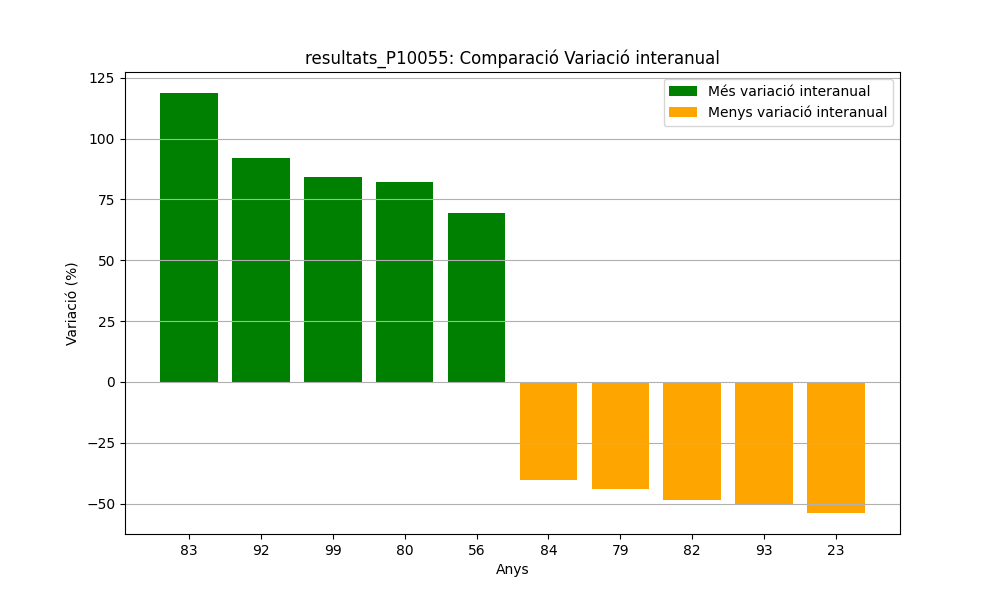 resultats_P10055: Comparació Variació interanual
Més variació interanual
Menys variació interanual
Variació (%)
125
100
75
50
25
0
−25
−50
83 92 99 80 56 84 79 82 93 23
Anys